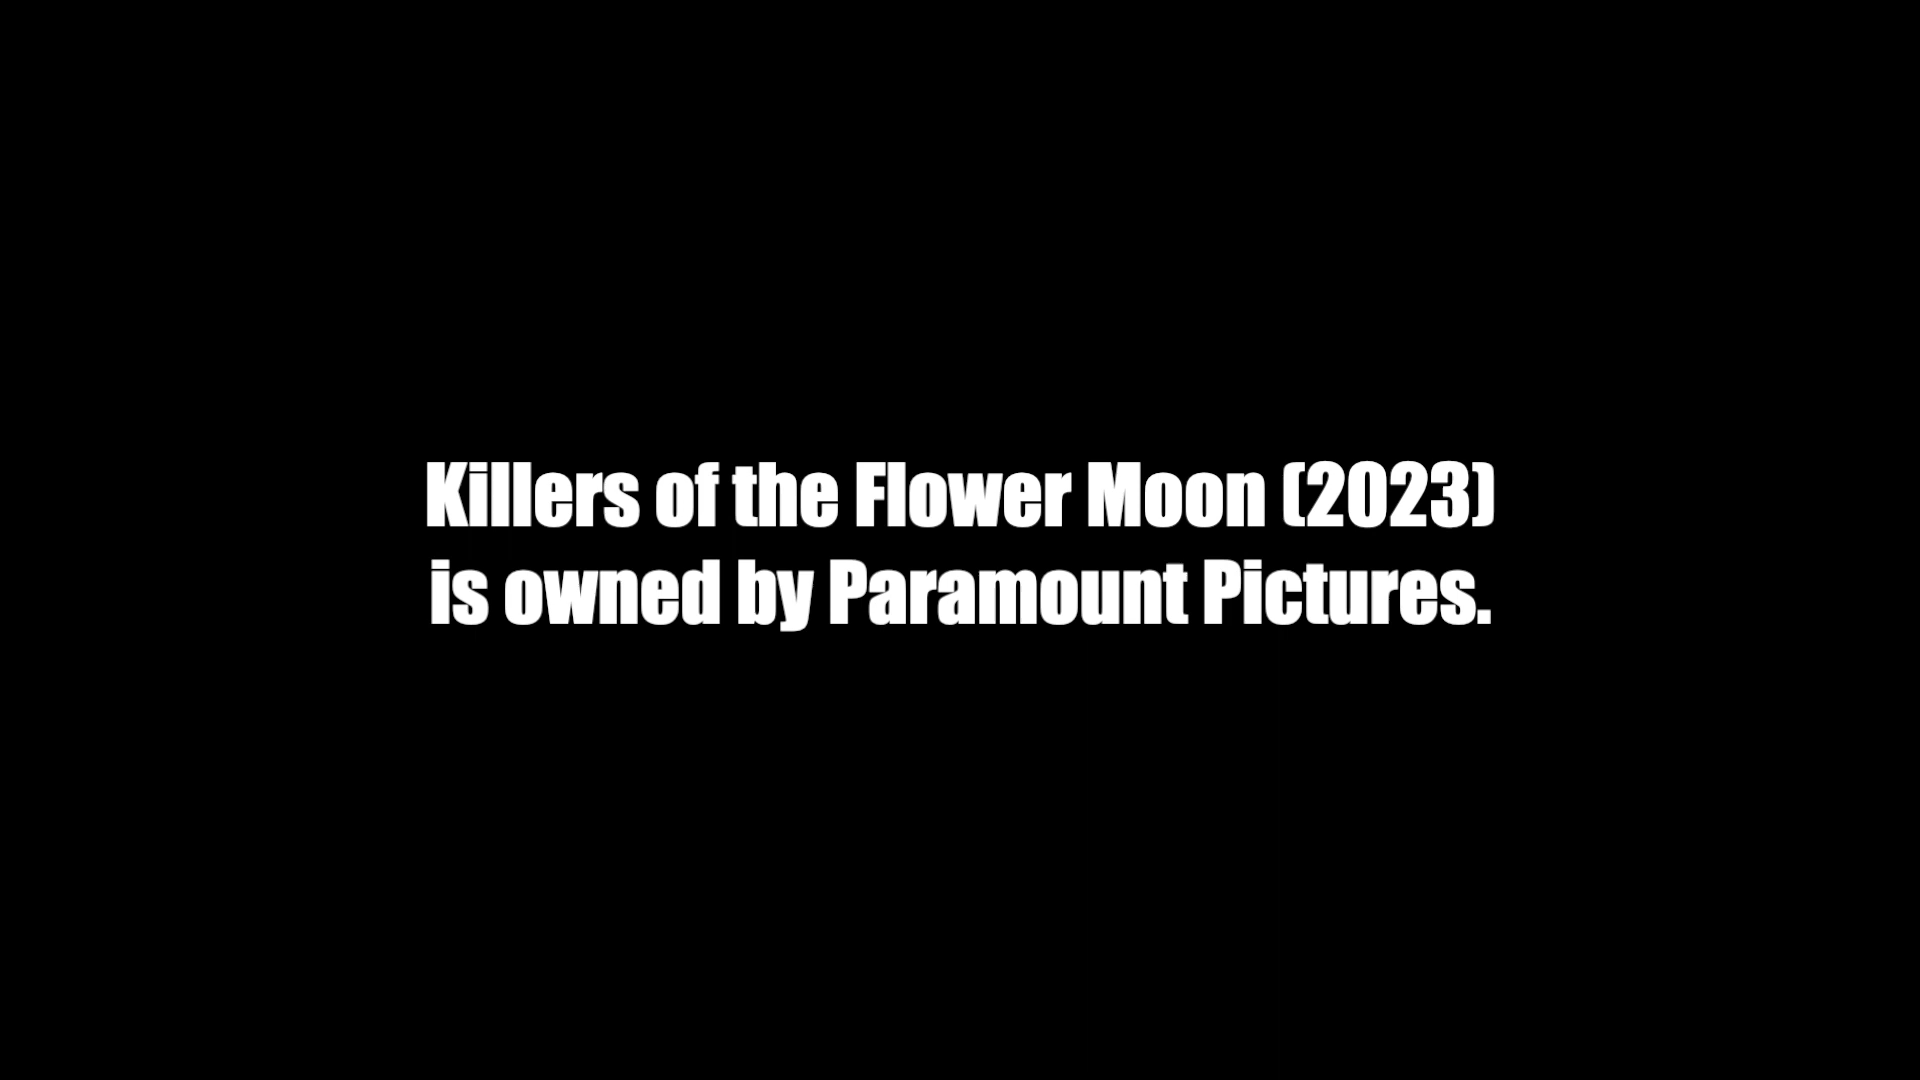 Killers of the Flower Moon (2023)
is owned by Paramount Pictures.